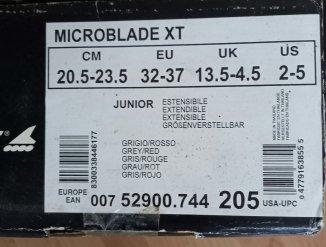 MICROBLADE XT
CM EU UK US
20.5-23.5 32-37 13.5-4.5 2-5
JUNIOR
ESTENSIBILE
EXTENDIBLE
EXTENSIBLE
GRÖSENVERSTELLBAR
GRIGIO/ROSSO
GREY/RED
GRIS/ROUGE
GRAU/ROT
GRIS/ROJO
8300338446177
EUROPE
EAN
007 52900.744 205
USA-UPC